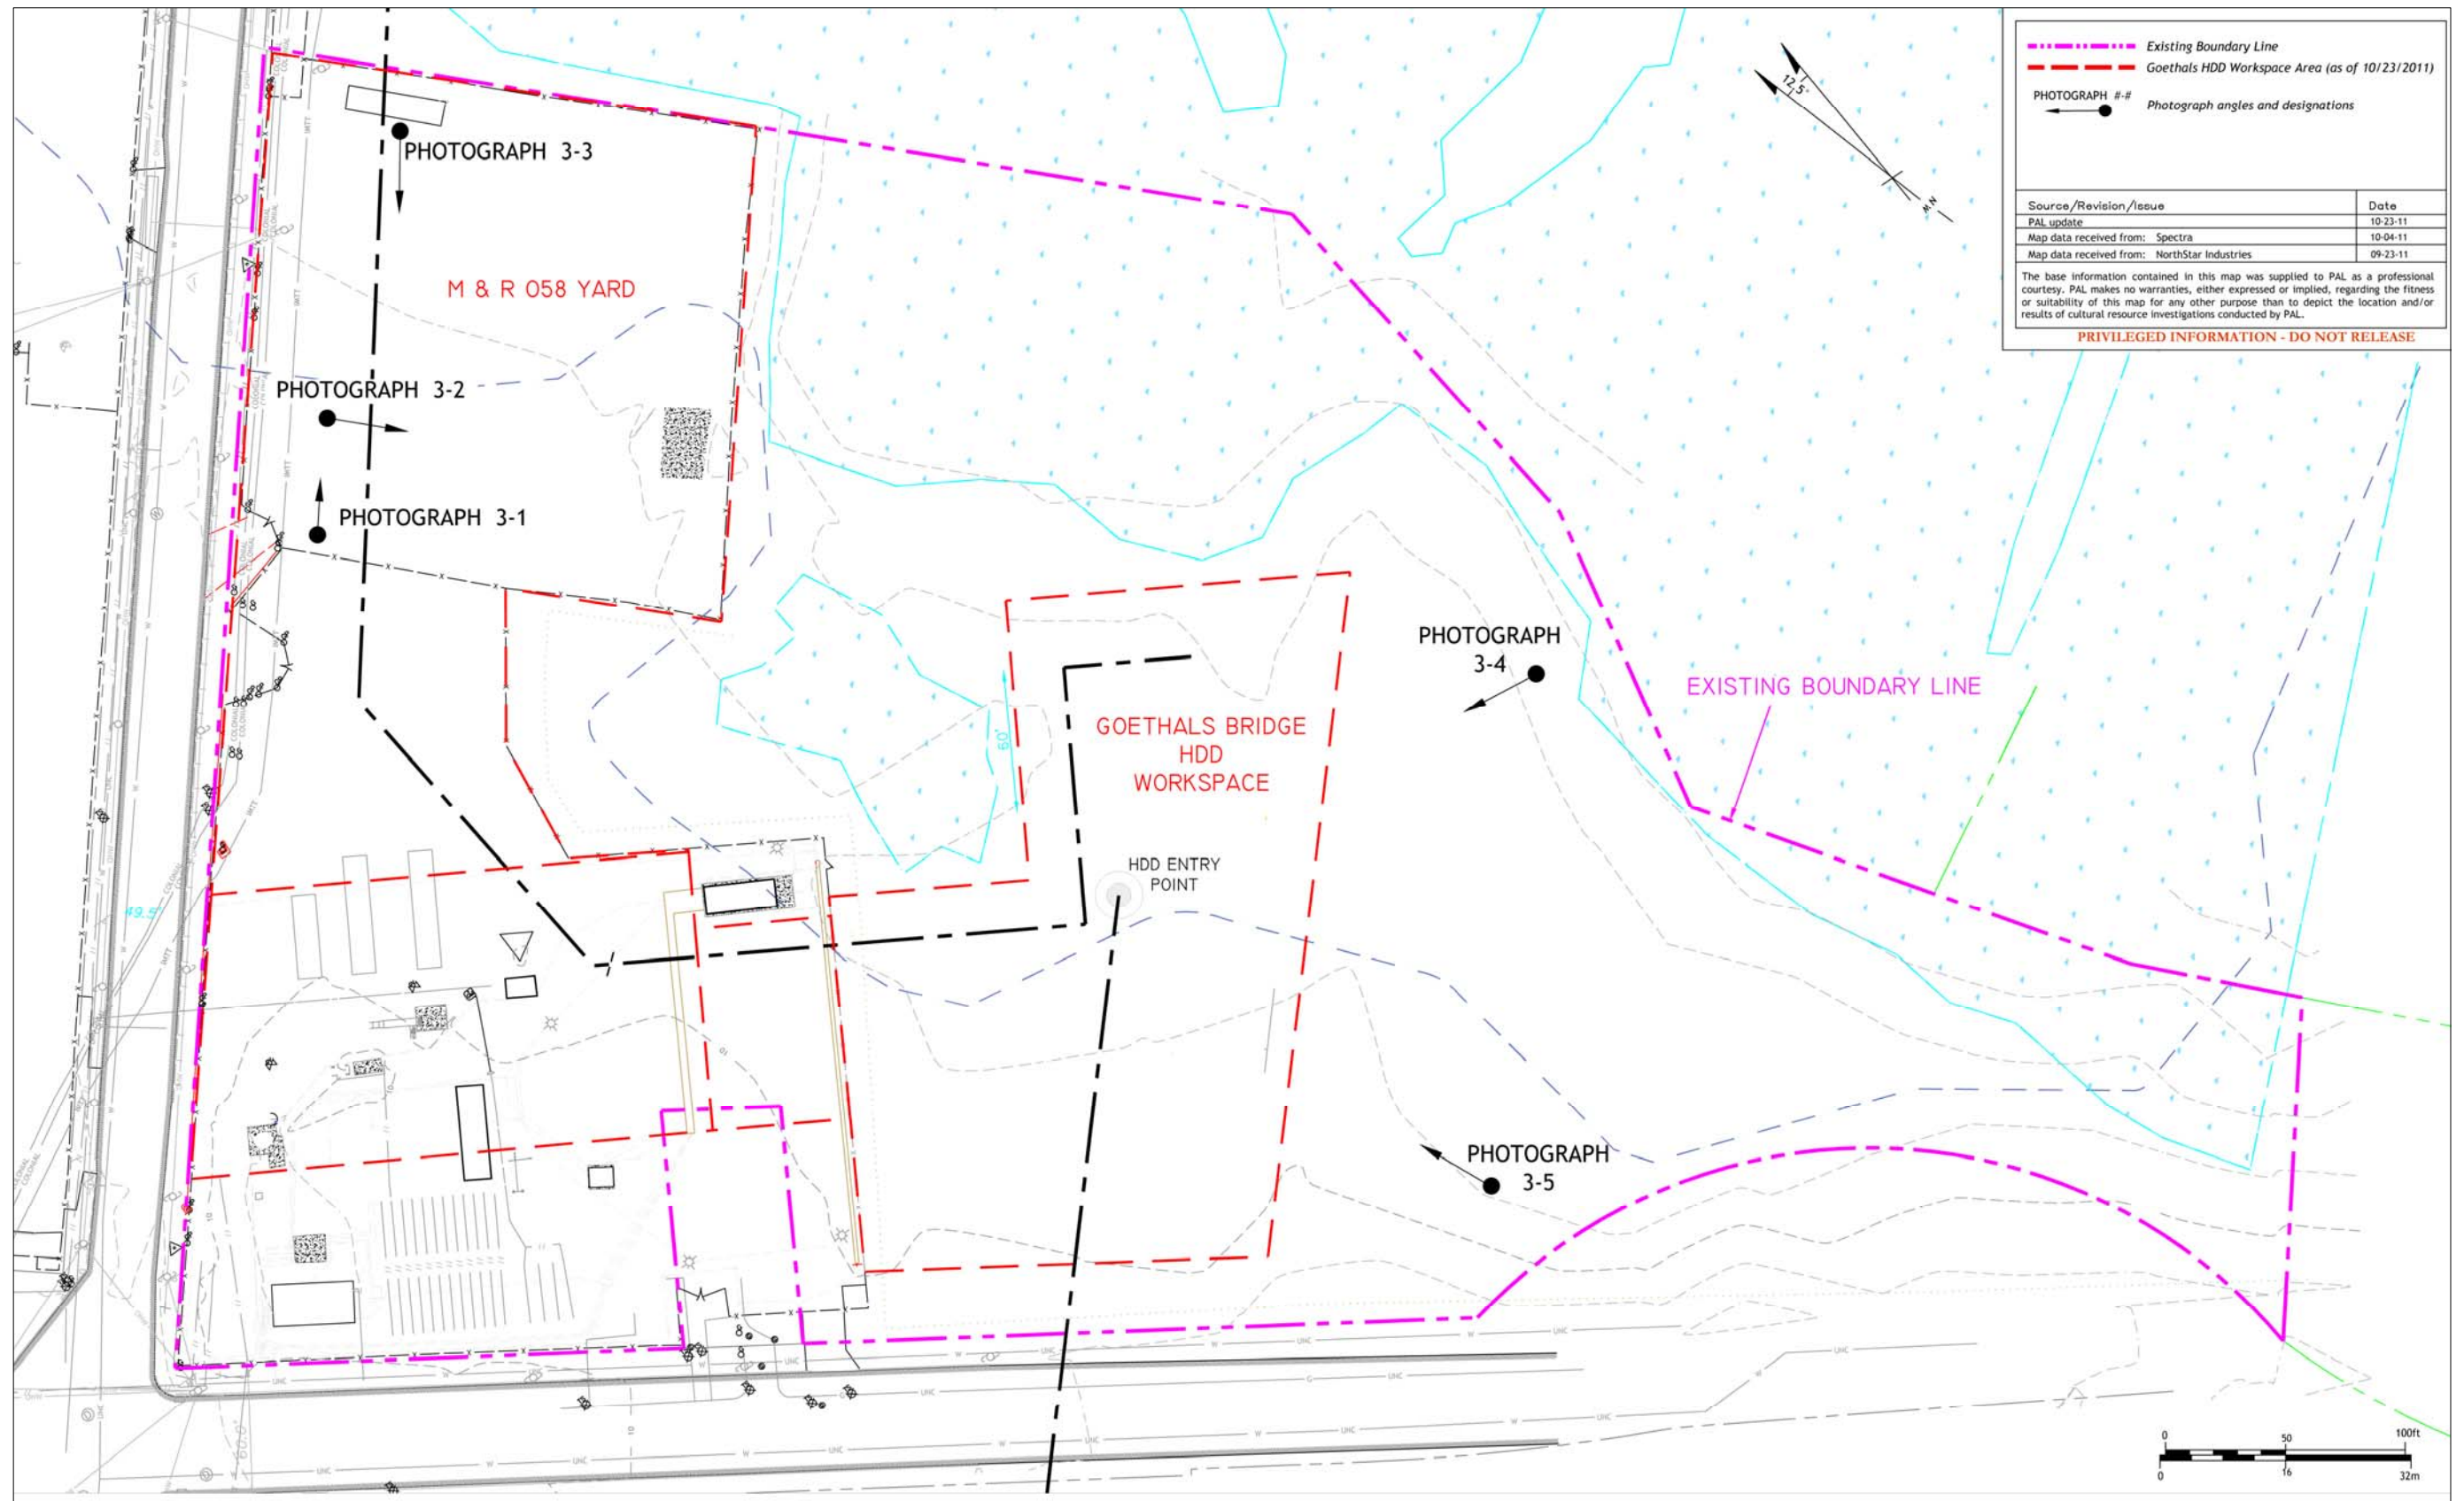 Existing Boundary Line
Goethals HDD Workspace Area (as of 10/23/2011)
PHOTOGRAPH #-#
Photograph angles and designations
Source/Revision/Issue Date
PAL update 10-23-11
Map data received from: Spectra 10-04-11
Map data received from: NorthStar Industries 09-23-11
The base information contained in this map was supplied to PAL as a professional
courtesy. PAL makes no warranties, either expressed or implied, regarding the fitness
or suitability of this map for any other purpose than to depict the location and/or
results of cultural resource investigations conducted by PAL.
PRIVILEGED INFORMATION - DO NOT RELEASE
12.5°
PHOTOGRAPH 3-3
M & R 058 YARD
PHOTOGRAPH 3-2
PHOTOGRAPH 3-1
PHOTOGRAPH
3-4
EXISTING BOUNDARY LINE
GOETHALS BRIDGE
HDD
WORKSPACE
60'
HDD ENTRY
POINT
49.5'
PHOTOGRAPH
3-5
60.0'
0 50 100ft
0 16 32m